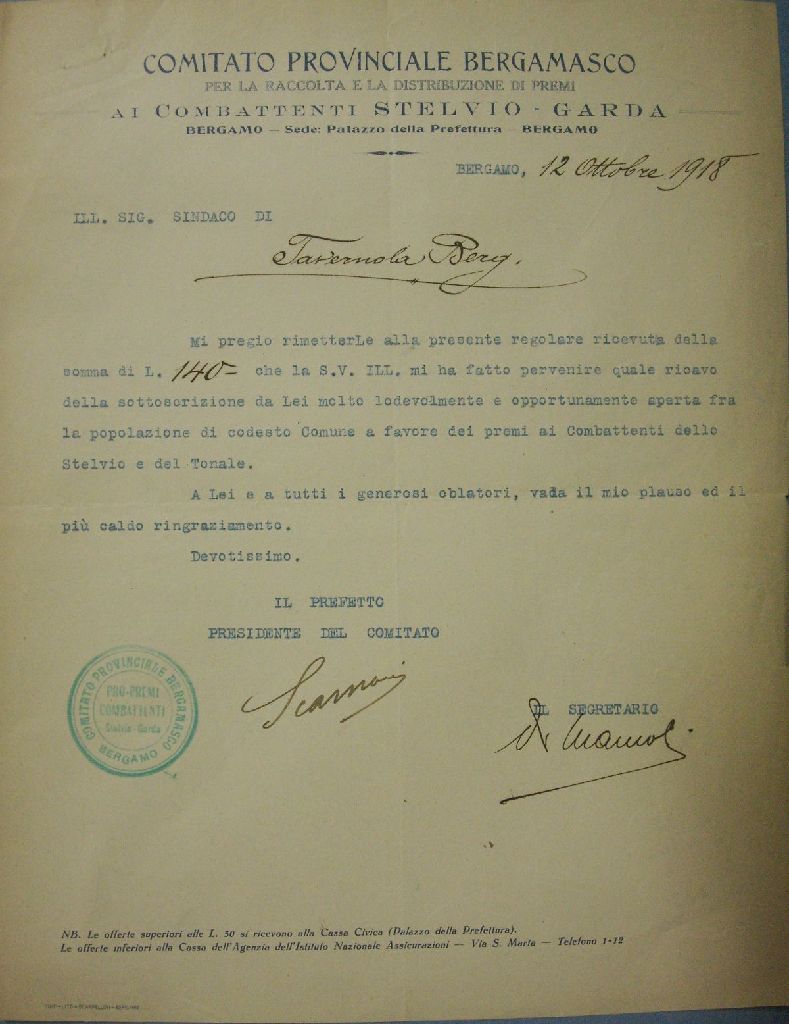 COMITATO PROVINCIALE BERGAMASCO
PER LA RACCOLTA E LA DISTRIBUZIONE DI PREMI
AI COMBATTENTI STELVIO - GARDA
BERGAMO — Sede: Palazzo della Prefettura — BERGAMO
BERGAMO, 12 Ottobre 1918
ILL. SIG. SINDACO DI
Tavernola Berg.
Mi pregio rimetterLe alla presente regolare ricevuta della
somma di L. 140= che la S.V. ILL. mi ha fatto pervenire quale ricavo
della sottoscrizione da Lei molto lodevolmente e opportunamente aperta fra
la popolazione di codesto Comune a favore dei premi ai Combattenti dello
Stelvio e del Tonale.
A Lei e a tutti i generosi oblatori, vada il mio plauso ed il
più caldo ringraziamento.
Devotissimo.
IL PREFETTO
PRESIDENTE DEL COMITATO
COMITATO PROVINCIALE BERGAMASCO
PRO-PREMI
COMBATTENTI
Stelvio-Garda
BERGAMO
IL SEGRETARIO
NB. Le offerte superiori alle L. 50 si ricevono alla Cassa Civica (Palazzo della Prefettura).
Le offerte inferiori alla Cassa dell'Agenzia dell'Istituto Nazionale Assicurazioni — Via S. Marta — Telefono 1-12